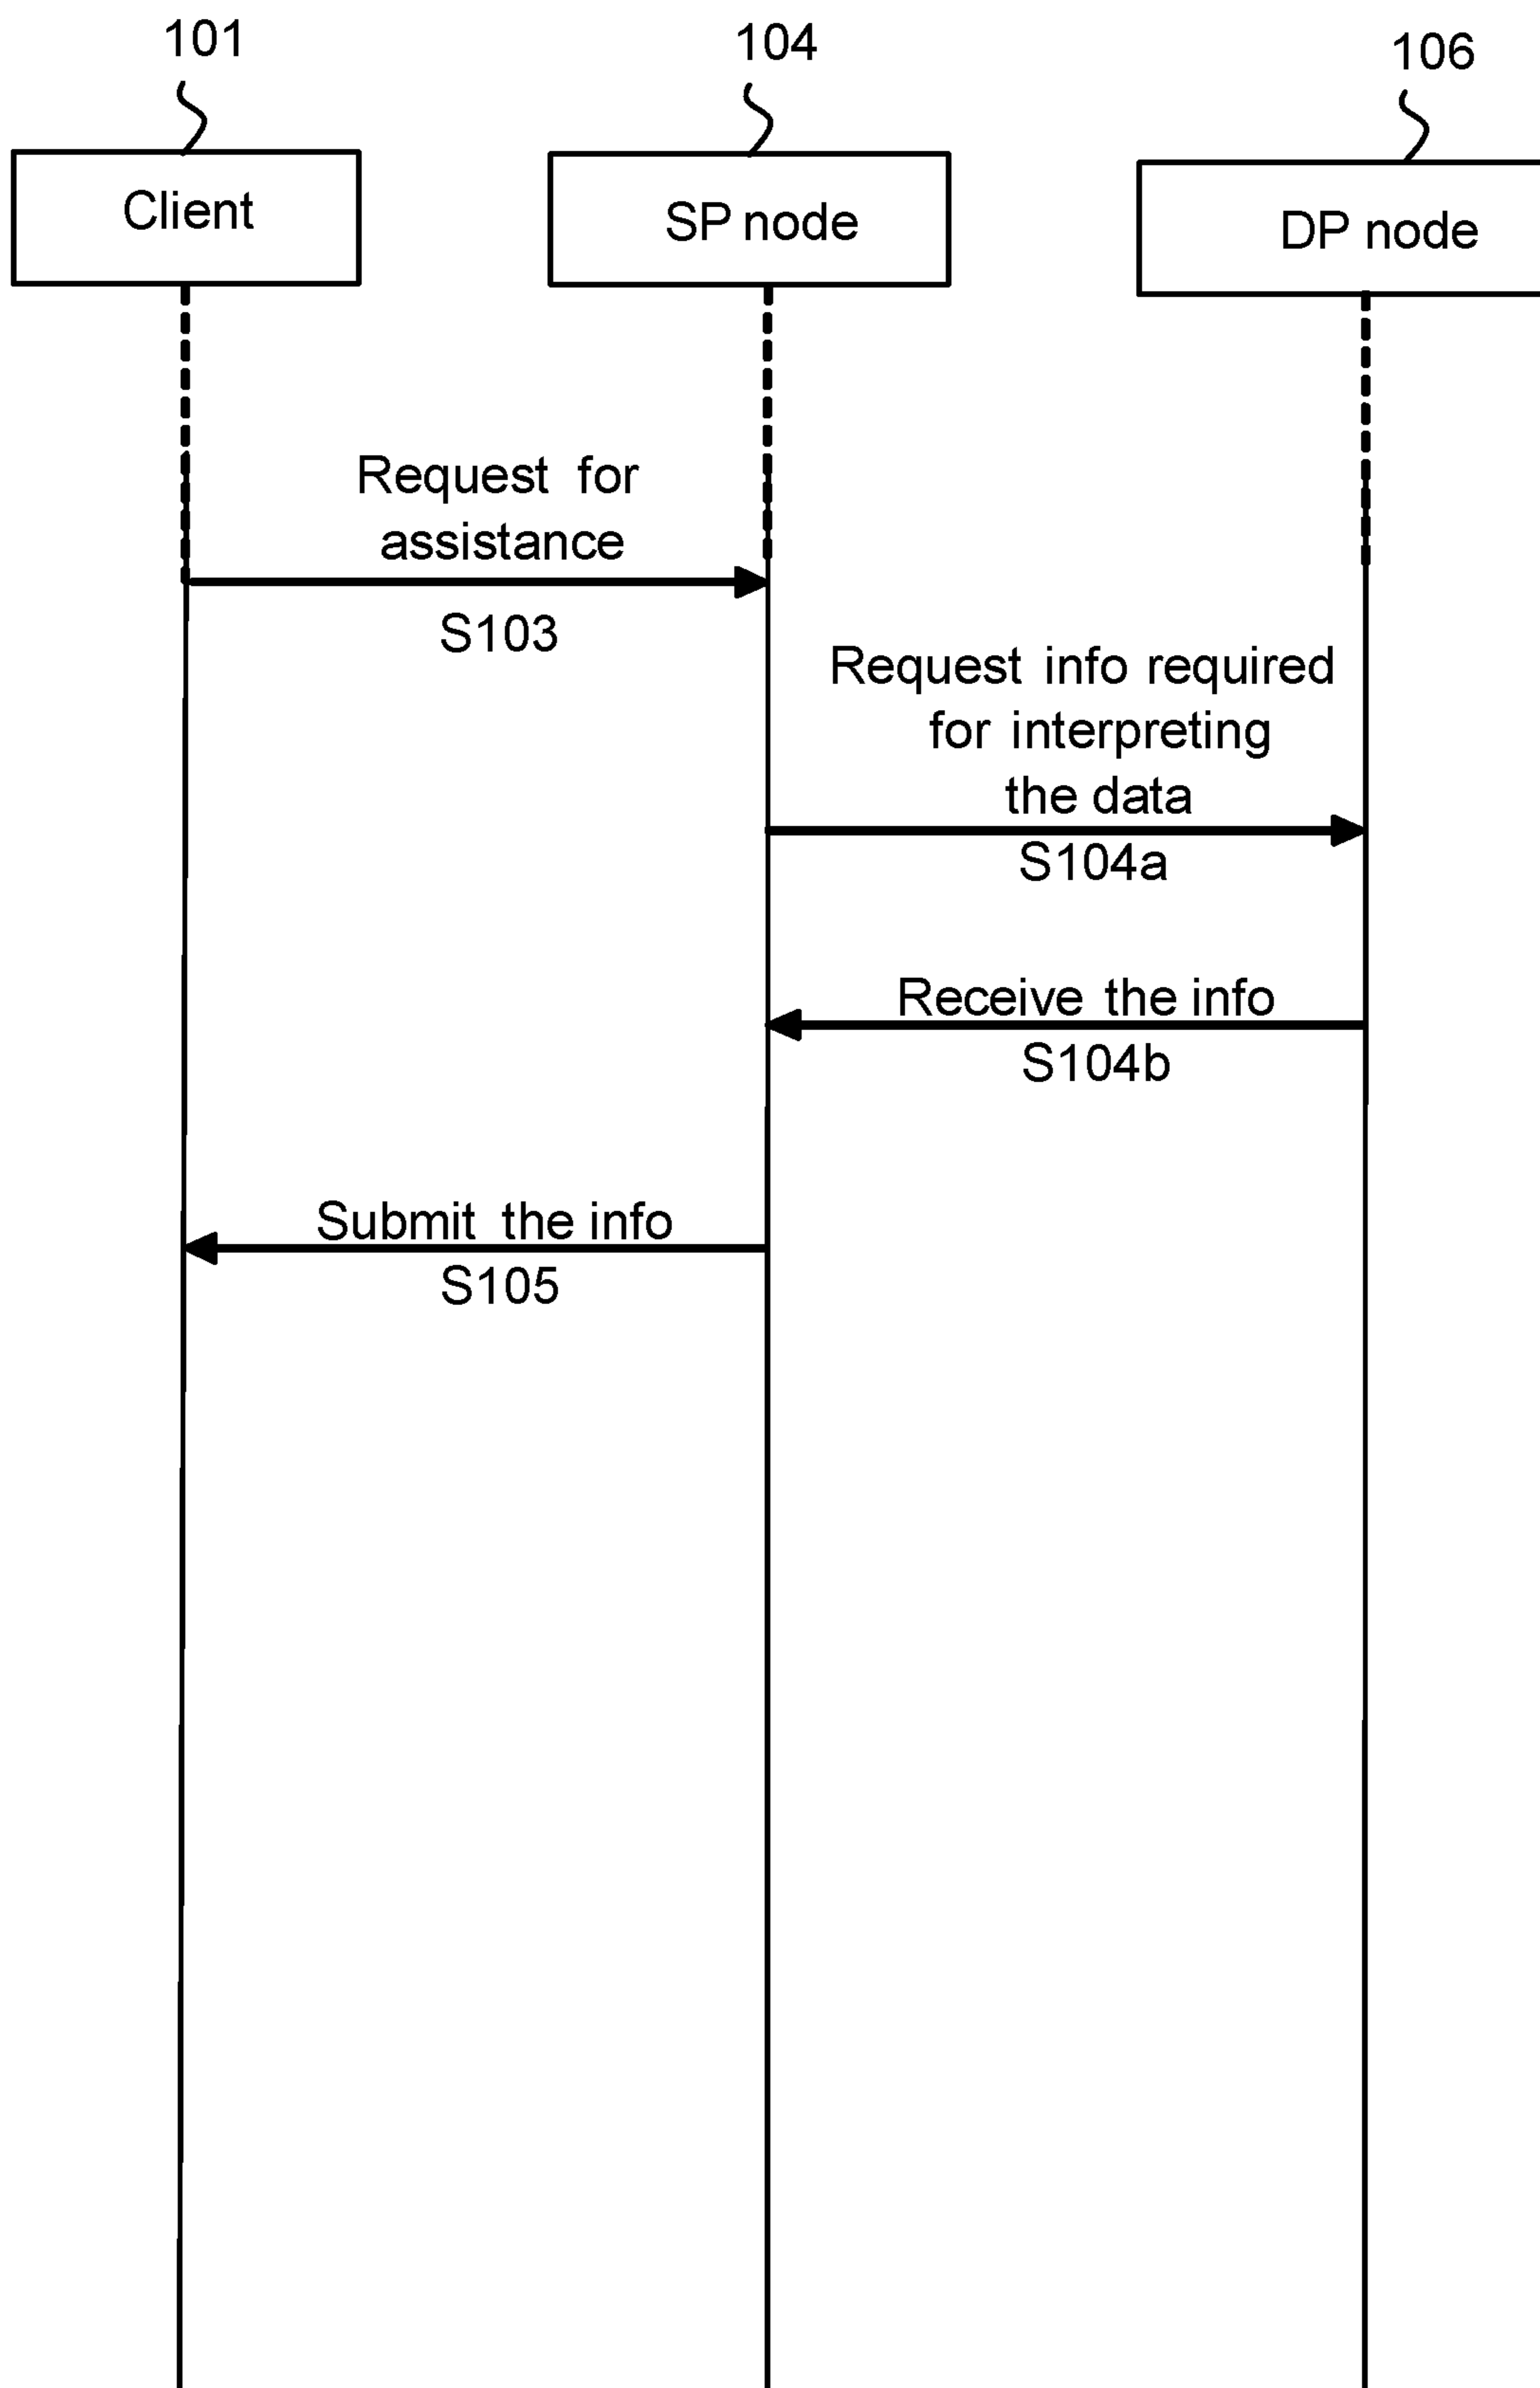 101
104
106
Client
SP node
DP node
Request for
assistance
S103
Request info required
for interpreting
the data
S104a
Receive the info
S104b
Submit the info
S105